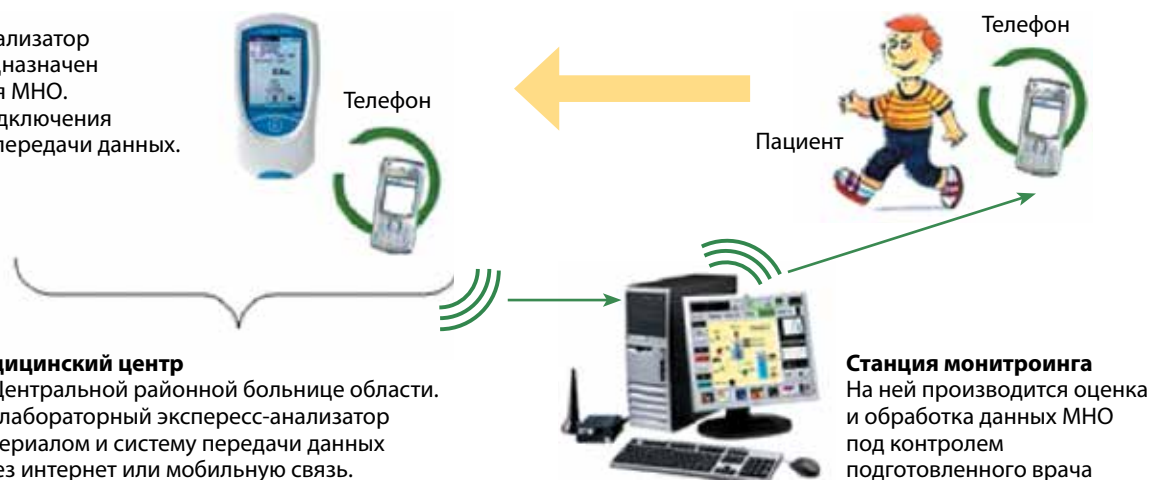 ализатор
дназначен
я МНО.
дключения
передачи данных.
Телефон
Телефон
Пациент
дицинский центр
Центральной районной больнице области.
лабораторный экспересс-анализатор
териалом и систему передачи данных
ез интернет или мобильную связь.
Станция монитроинга
На ней производится оценка
и обработка данных МНО
под контролем
подготовленного врача